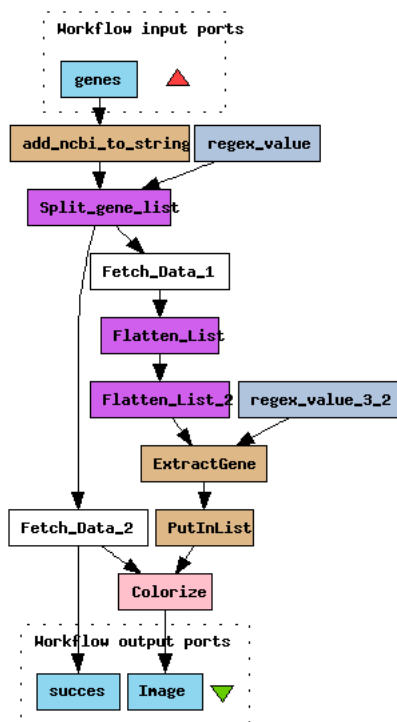 Workflow input ports
genes
add_ncbi_to_string
regex_value
Split_gene_list
Fetch_Data_1
Flatten_List
Flatten_List_2
regex_value_3_2
ExtractGene
Fetch_Data_2
PutInList
Colorize
Workflow output ports
succes
Image